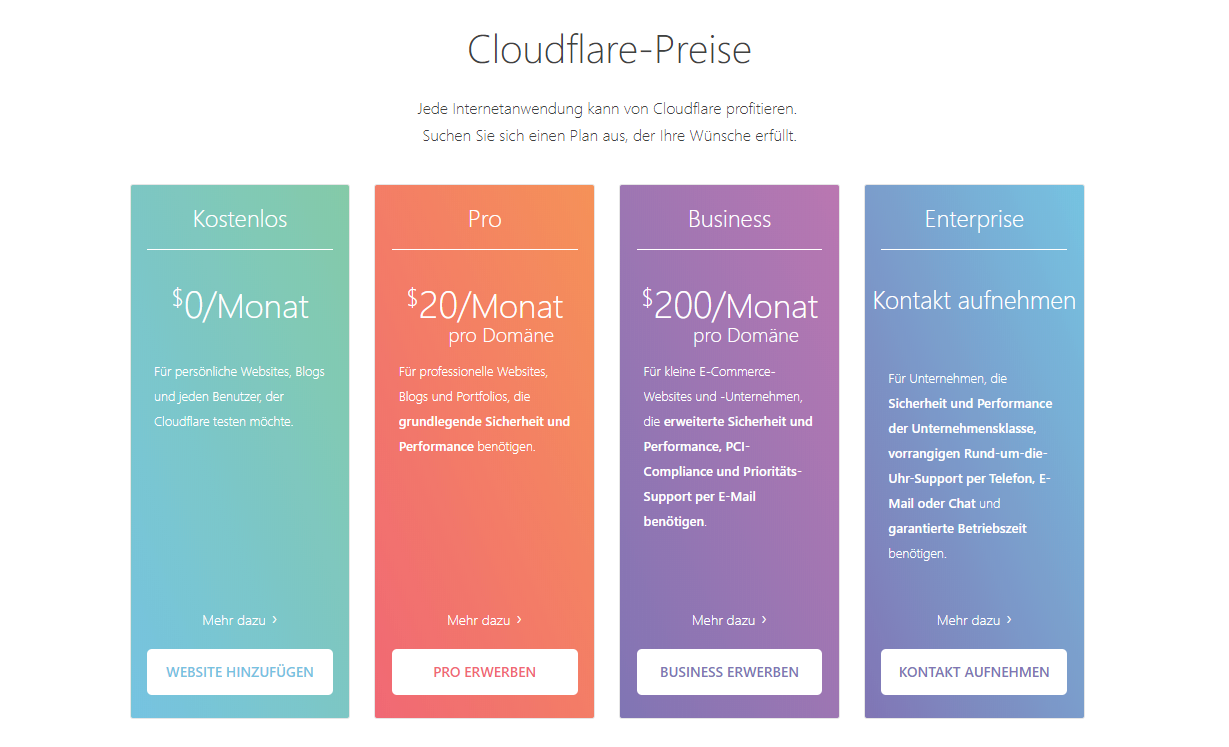 Cloudflare-Preise
Jede Internetanwendung kann von Cloudflare profitieren.
Suchen Sie sich einen Plan aus, der Ihre Wünsche erfüllt.
Kostenlos
$0/Monat
Für persönliche Websites, Blogs
und jeden Benutzer, der
Cloudflare testen möchte.
Mehr dazu ›
WEBSITE HINZUFÜGEN
Pro
$20/Monat
pro Domäne
Für professionelle Websites,
Blogs und Portfolios, die
grundlegende Sicherheit und
Performance benötigen.
Mehr dazu ›
PRO ERWERBEN
Business
$200/Monat
pro Domäne
Für kleine E-Commerce-
Websites und -Unternehmen,
die erweiterte Sicherheit und
Performance, PCI-
Compliance und Prioritäts-
Support per E-Mail
benötigen.
Mehr dazu ›
BUSINESS ERWERBEN
Enterprise
Kontakt aufnehmen
Für Unternehmen, die
Sicherheit und Performance
der Unternehmensklasse,
vorrangigen Rund-um-die-
Uhr-Support per Telefon, E-
Mail oder Chat und
garantierte Betriebszeit
benötigen.
Mehr dazu ›
KONTAKT AUFNEHMEN